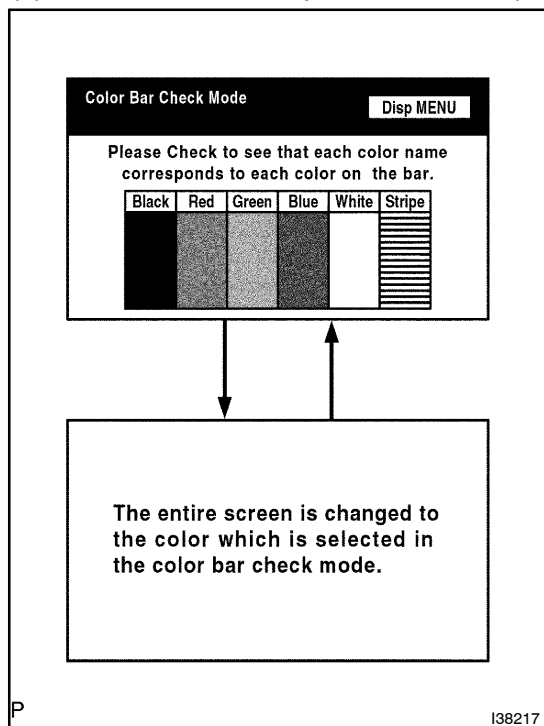 Color Bar Check Mode
Disp MENU
Please Check to see that each color name
corresponds to each color on the bar.
Black Red Green Blue White Stripe
The entire screen is changed to
the color which is selected in
the color bar check mode.
P
I38217